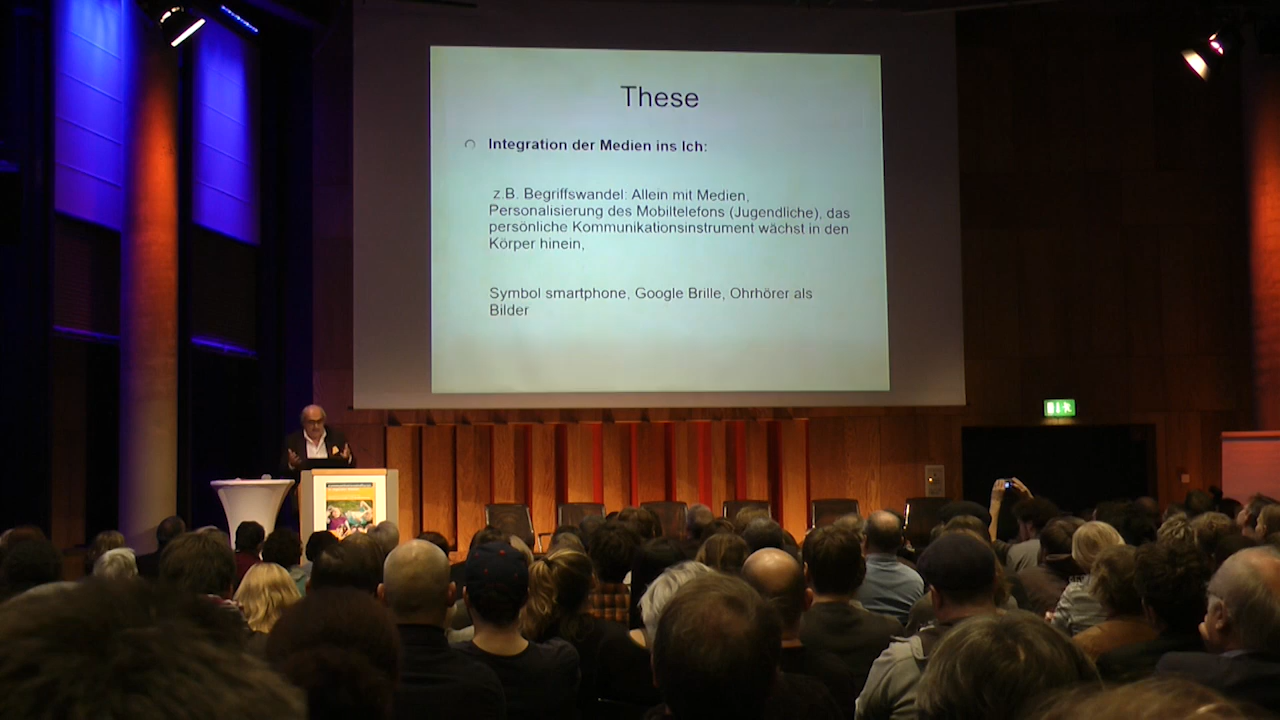 These
Integration der Medien ins Ich:
z.B. Begriffswandel: Allein mit Medien,
Personalisierung des Mobiltelefons (Jugendliche), das
persönliche Kommunikationsinstrument wächst in den
Körper hinein,
Symbol smartphone, Google Brille, Ohrhörer als
Bilder